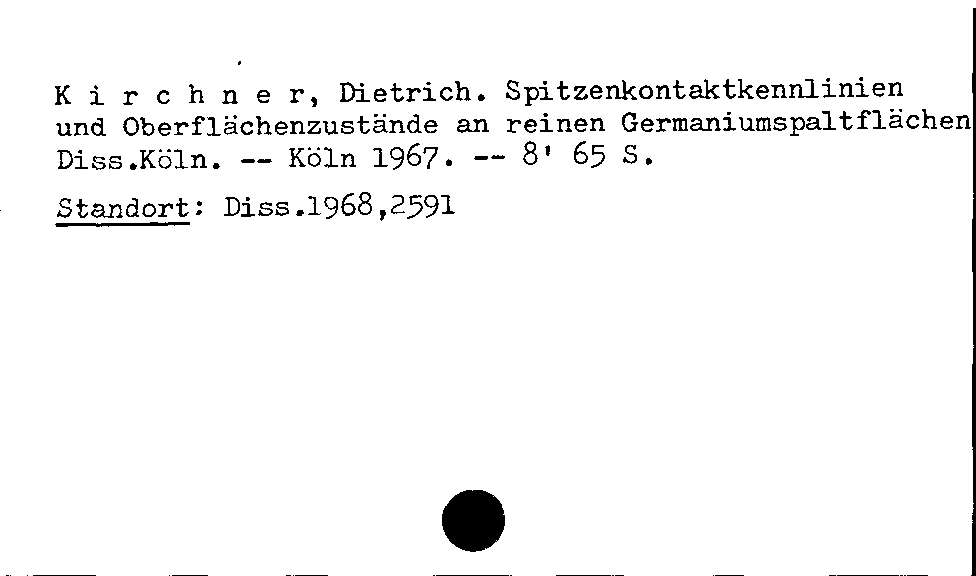 K i r c h n e r, Dietrich. Spitzenkontaktkennlinien
und Oberflächenzustände an reinen Germaniumspaltflächen
Diss.Köln. -- Köln 1967. -- 8' 65 S.
Standort: Diss.1968,2591